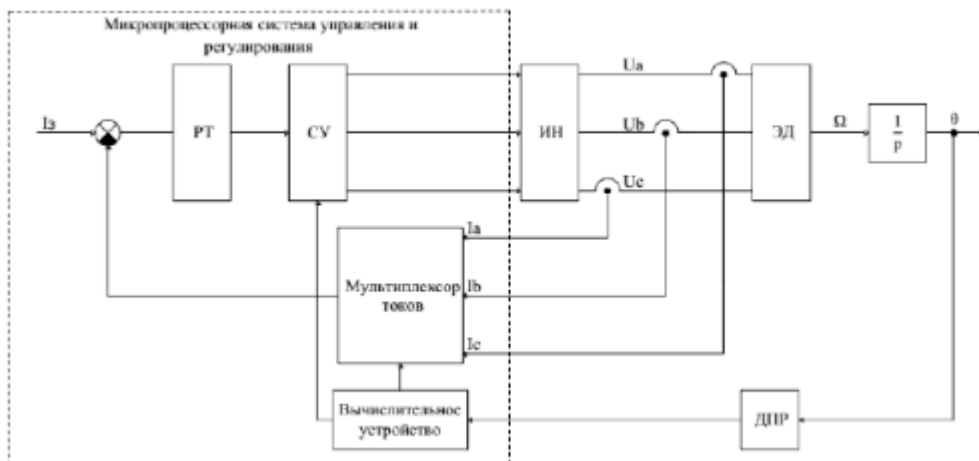 Микропроцессорная система управления и
регулирования
Iз
РТ
СУ
ИН
Ua
Ub
Uc
ЭД
Ω
1
p
θ
Ia
Мультиплексор
токов
Ib
Ic
Вычислительное
устройство
ДПР